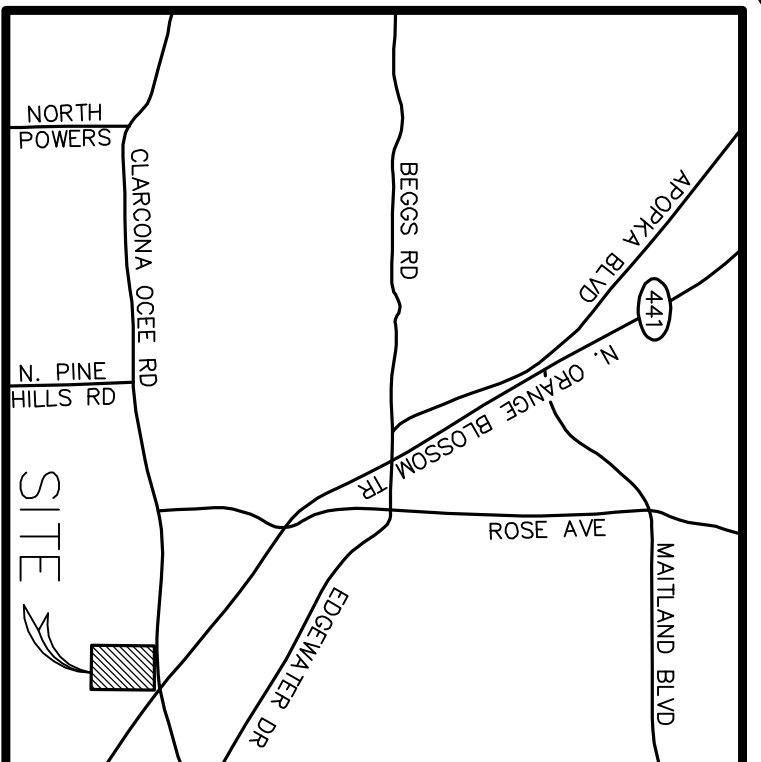 NORTH
POWERS
CLARCONA OCEE RD
BEGGS RD
APOPKA BLVD
441
N. ORANGE BLOSSOM TR
N. PINE
HILLS RD
SITE
ROSE AVE
MAITLAND BLVD
EDGEWATER DR